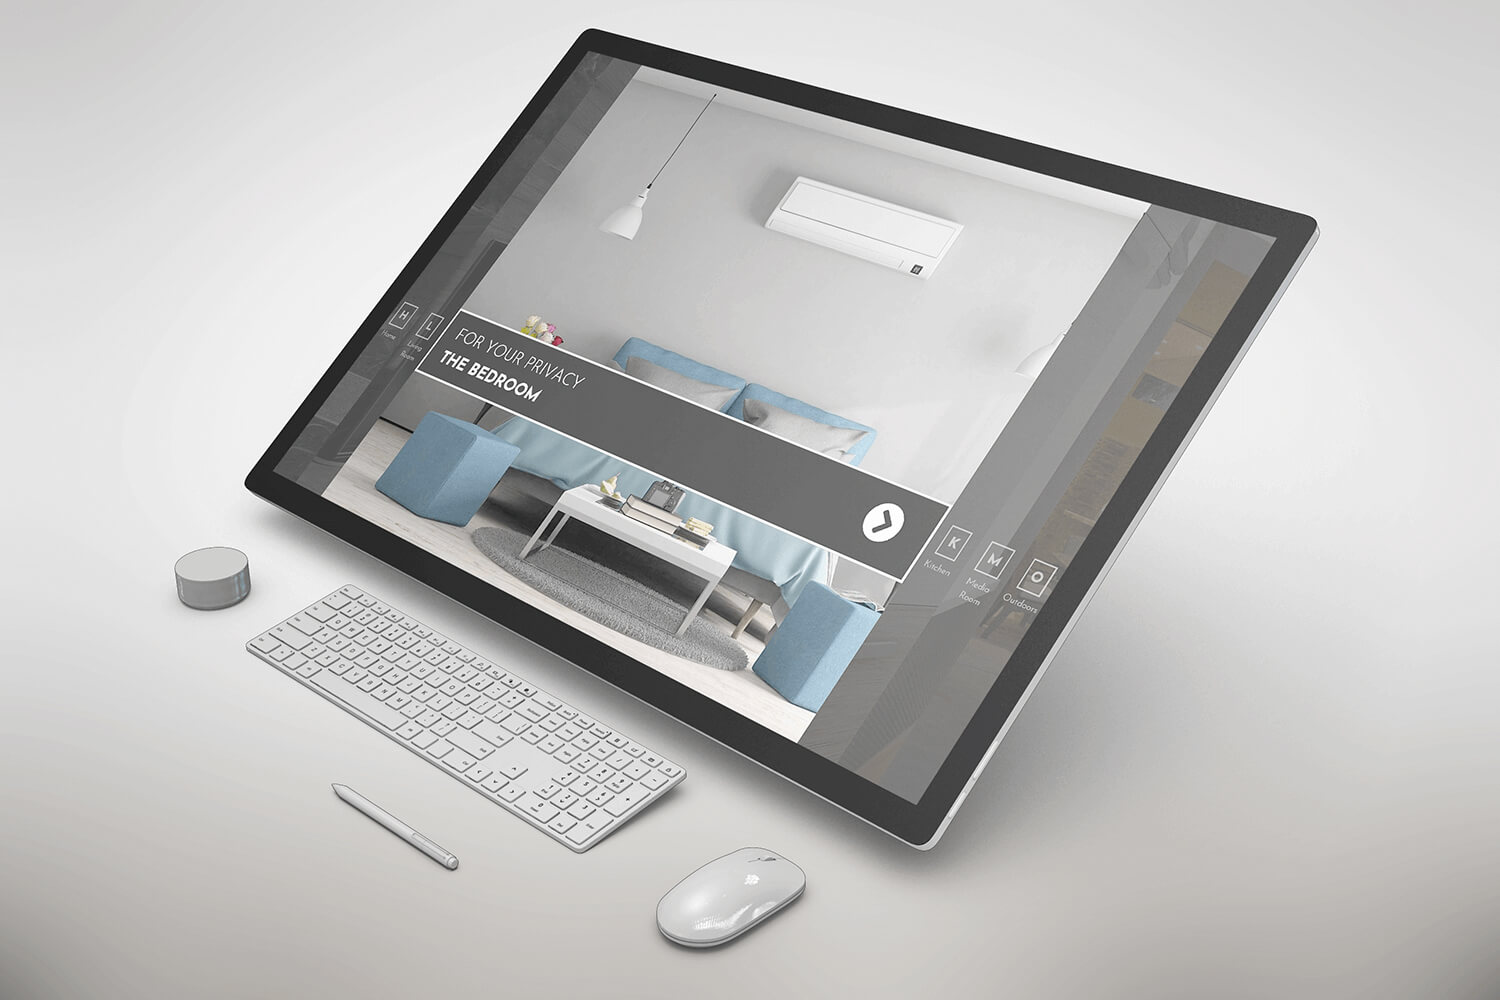 H
Home
L
Living
Room
FOR YOUR PRIVACY
THE BEDROOM
K
Kitchen
M
Media
Room
O
Outdoors